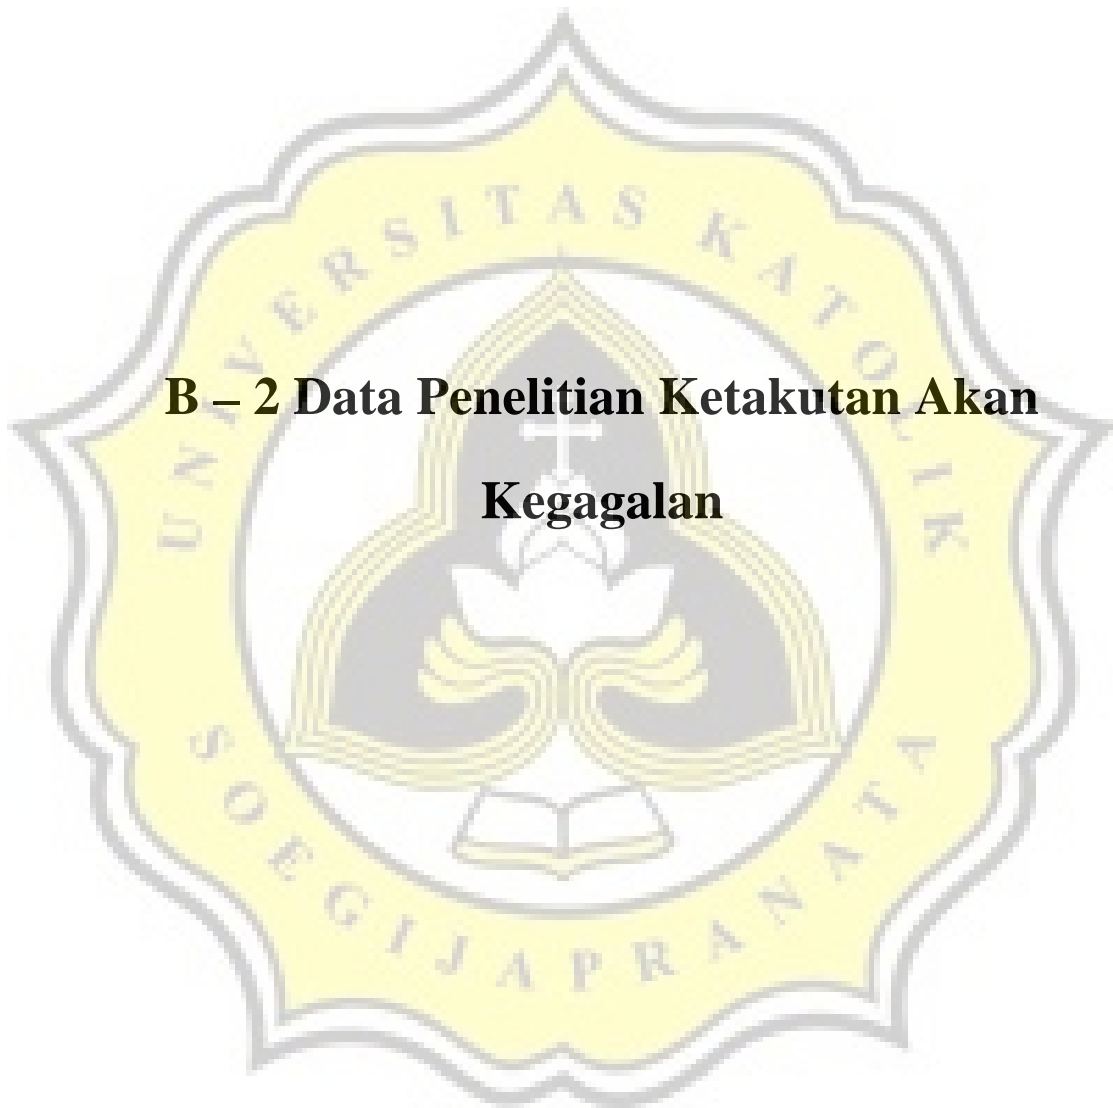 UNIVERSITAS KATOLIK
B – 2 Data Penelitian Ketakutan Akan
Kegagalan
SOEGIJAPRANATA